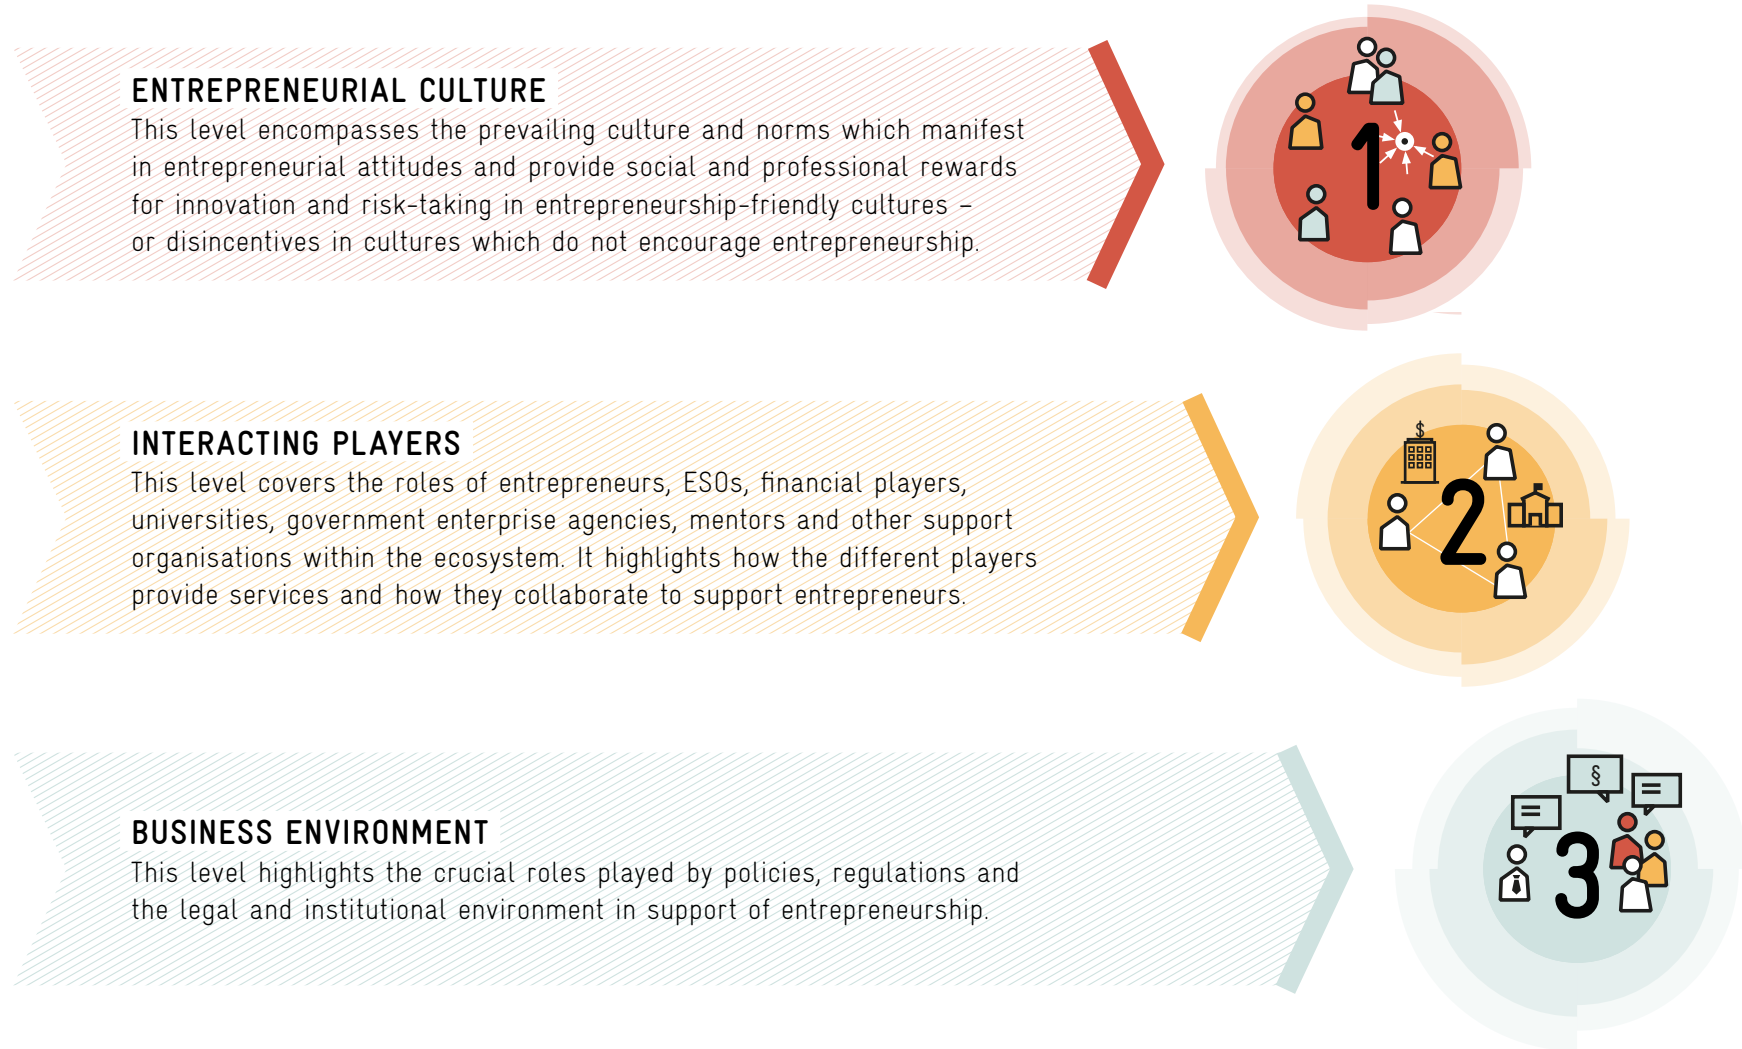 ENTREPRENEURIAL CULTURE
This level encompasses the prevailing culture and norms which manifest
in entrepreneurial attitudes and provide social and professional rewards
for innovation and risk-taking in entrepreneurship-friendly cultures –
or disincentives in cultures which do not encourage entrepreneurship.
1
INTERACTING PLAYERS
This level covers the roles of entrepreneurs, ESOs, financial players,
universities, government enterprise agencies, mentors and other support
organisations within the ecosystem. It highlights how the different players
provide services and how they collaborate to support entrepreneurs.
$
2
BUSINESS ENVIRONMENT
This level highlights the crucial roles played by policies, regulations and
the legal and institutional environment in support of entrepreneurship.
§
3